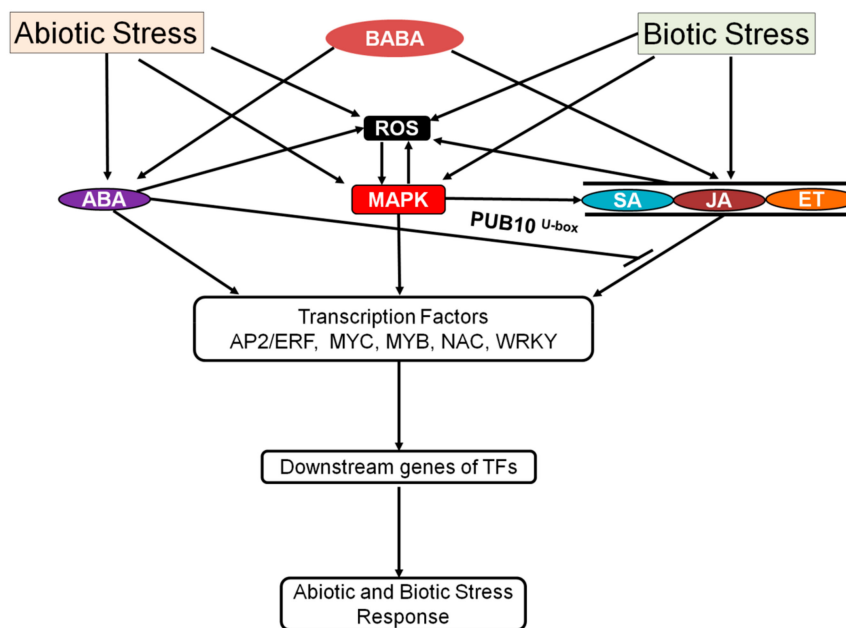 Abiotic Stress
BABA
Biotic Stress
ROS
ABA
MAPK
SA
JA
ET
PUB10 U-box
Transcription Factors
AP2/ERF, MYC, MYB, NAC, WRKY
Downstream genes of TFs
Abiotic and Biotic Stress
Response